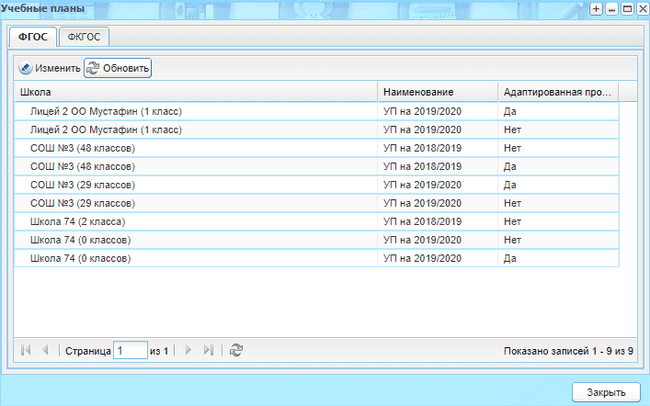 Учебные планы
ФГОС ФКГОС
Изменить Обновить
Школа Наименование Адаптированная про...
Лицей 2 ОО Мустафин (1 класс) УП на 2019/2020 Да
Лицей 2 ОО Мустафин (1 класс) УП на 2019/2020 Нет
СОШ №3 (48 классов) УП на 2018/2019 Нет
СОШ №3 (48 классов) УП на 2018/2019 Да
СОШ №3 (29 классов) УП на 2019/2020 Да
СОШ №3 (29 классов) УП на 2019/2020 Нет
Школа 74 (2 класса) УП на 2018/2019 Нет
Школа 74 (0 классов) УП на 2019/2020 Нет
Школа 74 (0 классов) УП на 2019/2020 Да
Страница 1 из 1 Показано записей 1 - 9 из 9
Закрыть